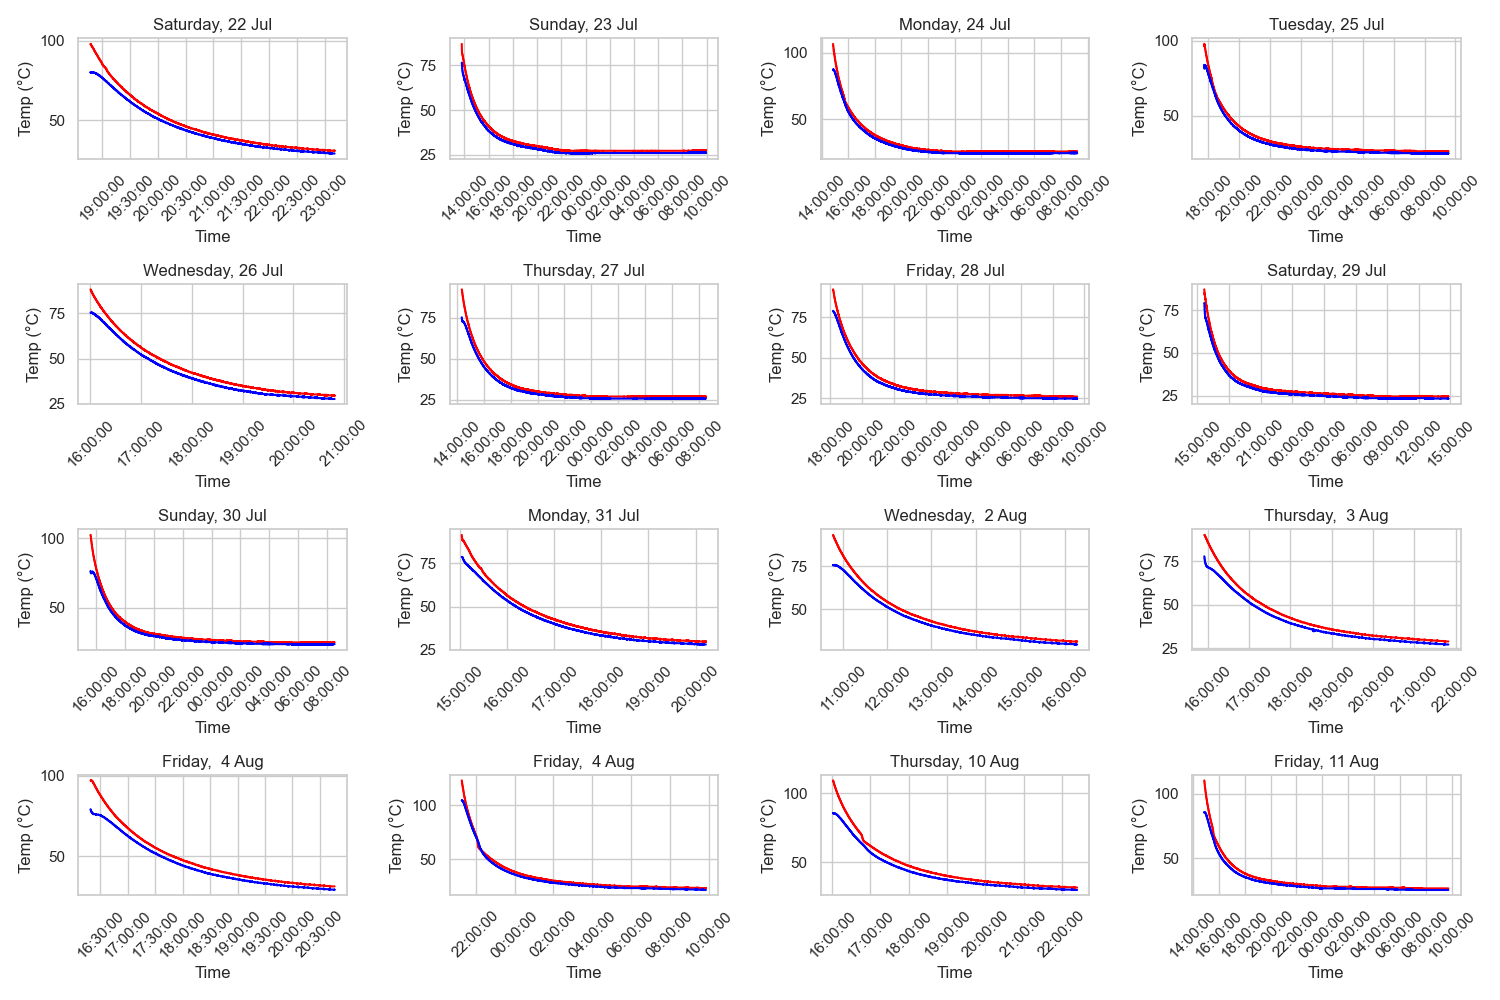 Saturday, 22 Jul
Temp (°C)
100
50
19:00:00 19:30:00 20:00:00 20:30:00 21:00:00 21:30:00 22:00:00 22:30:00 23:00:00
Time
Sunday, 23 Jul
Temp (°C)
75
50
25
14:00:00 16:00:00 18:00:00 20:00:00 22:00:00 00:00:00 02:00:00 04:00:00 06:00:00 08:00:00 10:00:00
Time
Monday, 24 Jul
Temp (°C)
100
50
14:00:00 16:00:00 18:00:00 20:00:00 22:00:00 00:00:00 02:00:00 04:00:00 06:00:00 08:00:00 10:00:00
Time
Tuesday, 25 Jul
Temp (°C)
100
50
18:00:00 20:00:00 22:00:00 00:00:00 02:00:00 04:00:00 06:00:00 08:00:00 10:00:00
Time
Wednesday, 26 Jul
Temp (°C)
75
50
25
16:00:00 17:00:00 18:00:00 19:00:00 20:00:00 21:00:00
Time
Thursday, 27 Jul
Temp (°C)
75
50
25
14:00:00 16:00:00 18:00:00 20:00:00 22:00:00 00:00:00 02:00:00 04:00:00 06:00:00 08:00:00
Time
Friday, 28 Jul
Temp (°C)
75
50
25
18:00:00 20:00:00 22:00:00 00:00:00 02:00:00 04:00:00 06:00:00 08:00:00 10:00:00
Time
Saturday, 29 Jul
Temp (°C)
75
50
25
15:00:00 18:00:00 21:00:00 00:00:00 03:00:00 06:00:00 09:00:00 12:00:00 15:00:00
Time
Sunday, 30 Jul
Temp (°C)
100
50
16:00:00 18:00:00 20:00:00 22:00:00 00:00:00 02:00:00 04:00:00 06:00:00 08:00:00
Time
Monday, 31 Jul
Temp (°C)
75
50
25
15:00:00 16:00:00 17:00:00 18:00:00 19:00:00 20:00:00
Time
Wednesday,  2 Aug
Temp (°C)
75
50
11:00:00 12:00:00 13:00:00 14:00:00 15:00:00 16:00:00
Time
Thursday,  3 Aug
Temp (°C)
75
50
25
16:00:00 17:00:00 18:00:00 19:00:00 20:00:00 21:00:00 22:00:00
Time
Friday,  4 Aug
Temp (°C)
100
50
16:30:00 17:00:00 17:30:00 18:00:00 18:30:00 19:00:00 19:30:00 20:00:00 20:30:00
Time
Friday,  4 Aug
Temp (°C)
100
50
22:00:00 00:00:00 02:00:00 04:00:00 06:00:00 08:00:00 10:00:00
Time
Thursday, 10 Aug
Temp (°C)
100
50
16:00:00 17:00:00 18:00:00 19:00:00 20:00:00 21:00:00 22:00:00
Time
Friday, 11 Aug
Temp (°C)
100
50
14:00:00 16:00:00 18:00:00 20:00:00 22:00:00 00:00:00 02:00:00 04:00:00 06:00:00 08:00:00 10:00:00
Time